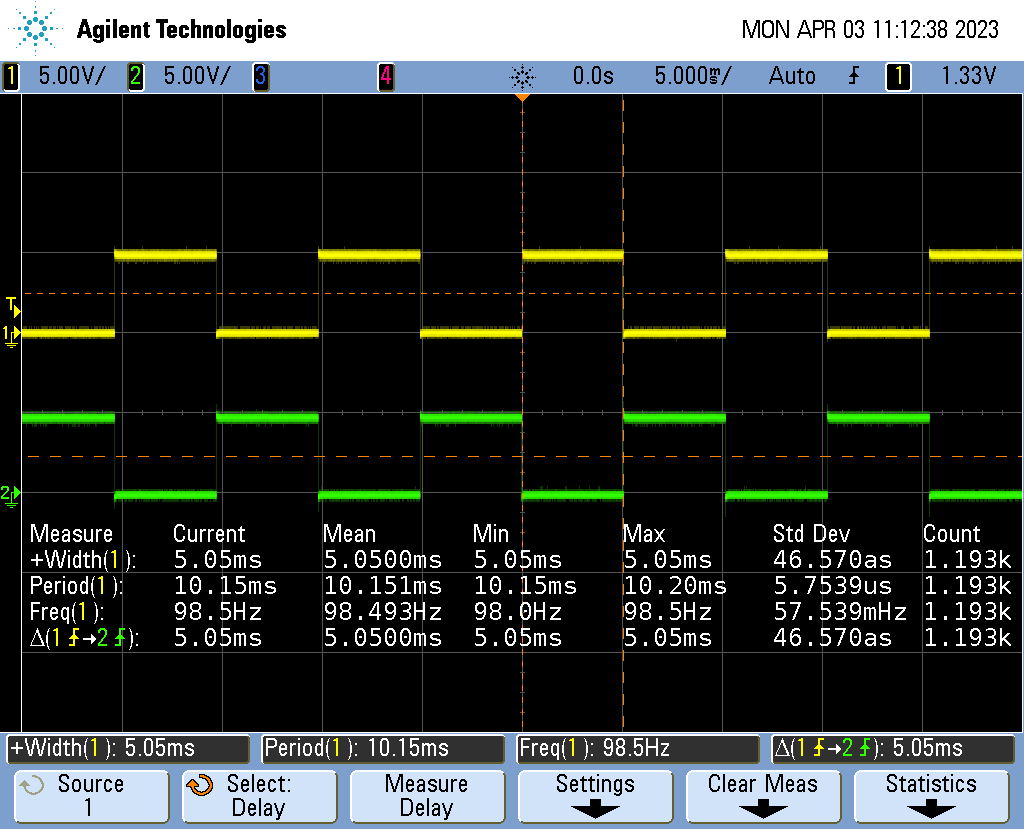 Agilent Technologies MON APR 03 11:12:38 2023
1 5.00V/ 2 5.00V/ 3 4 0.0s 5.000ms/ Auto 1 1.33V
T
1
2
Measure Current Mean Min Max Std Dev Count
+Width(1): 5.05ms 5.0500ms 5.05ms 5.05ms 46.570as 1.193k
Period(1): 10.15ms 10.151ms 10.15ms 10.20ms 5.7539us 1.193k
Freq(1): 98.5Hz 98.493Hz 98.0Hz 98.5Hz 57.539mHz 1.193k
Δ(1→2): 5.05ms 5.0500ms 5.05ms 5.05ms 46.570as 1.193k
+Width(1): 5.05ms Period(1): 10.15ms Freq(1): 98.5Hz Δ(1→2): 5.05ms
Source Select: Measure Settings Clear Meas Statistics
1 Delay Delay